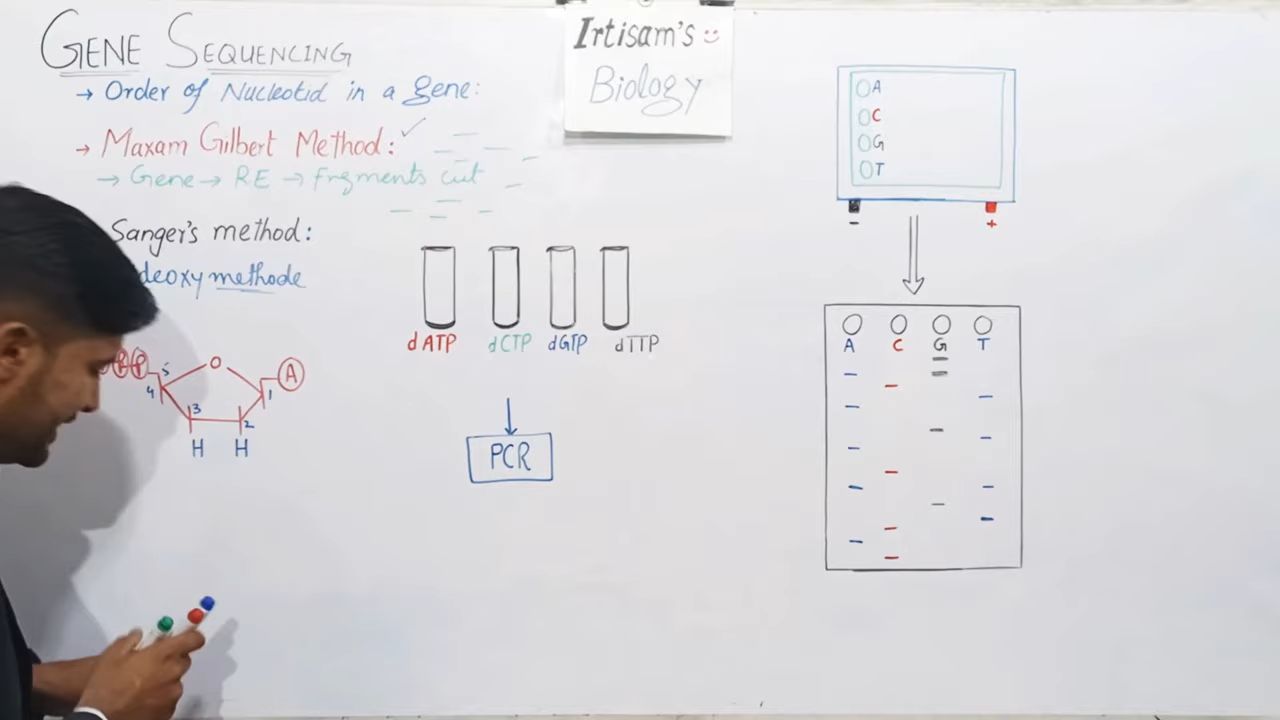 GENE SEQUENCING
→ Order of Nucleotid in a gene:
→ Maxam Gilbert Method: ✓
→ Gene → RE → fregments cut
Sanger's method:
deoxy methode
P P
O
A
5
4
3
2
1
H H
Irtisam's
Biology
dATP dCTP dGTP dTTP
PCR
A
C
G
T
- +
A C G T